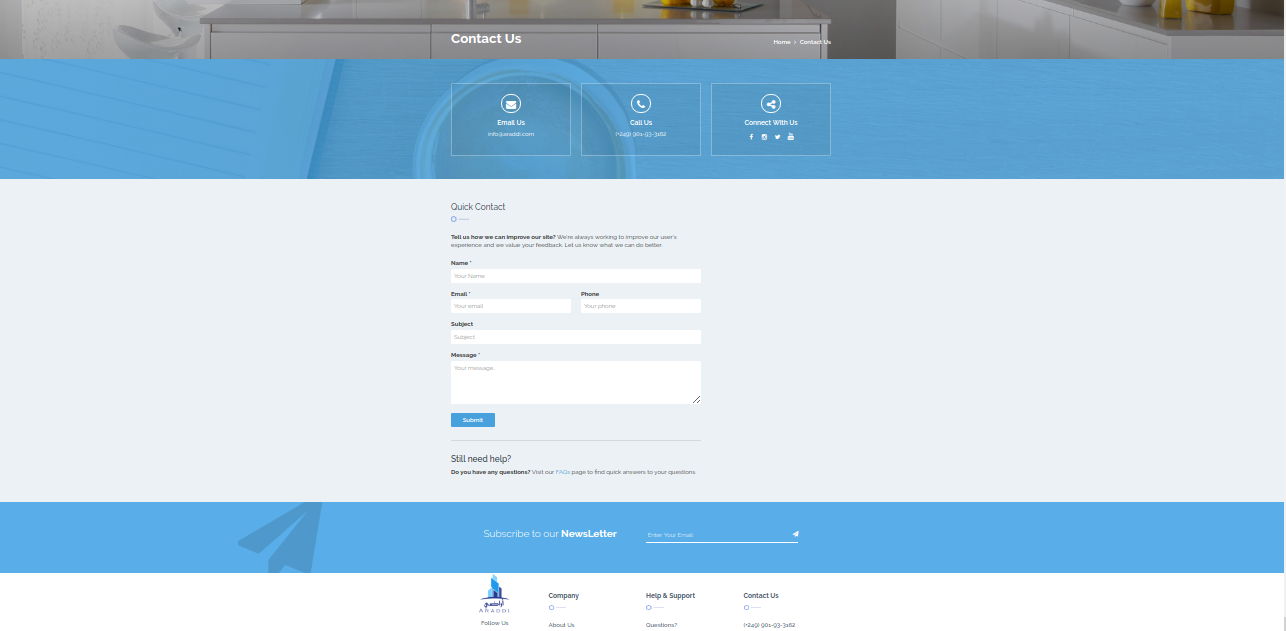 Contact Us
Home > Contact Us
Email Us
info@araddi.com
Call Us
(+249) 901-93-3162
Connect With Us
Quick Contact
Tell us how we can improve our site? We're always working to improve our user's
experience and we value your feedback. Let us know what we can do better.
Name *
Your Name
Email *
Phone
Your email
Your phone
Subject
Subject
Message *
Your message.
Submit
Still need help?
Do you have any questions? Visit our FAQs page to find quick answers to your questions.
Subscribe to our NewsLetter
Enter Your Email
أراضي
ARADDI
Follow Us
Company
About Us
Help & Support
Questions?
Contact Us
(+249) 901-93-3162